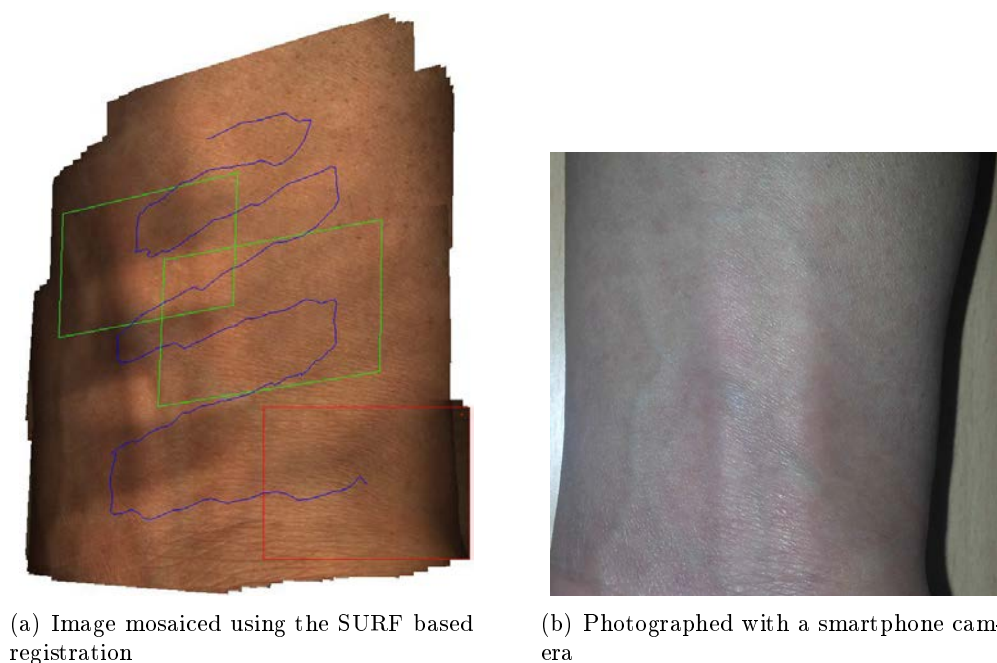 (a) Image mosaiced using the SURF based
registration
(b) Photographed with a smartphone cam-
era